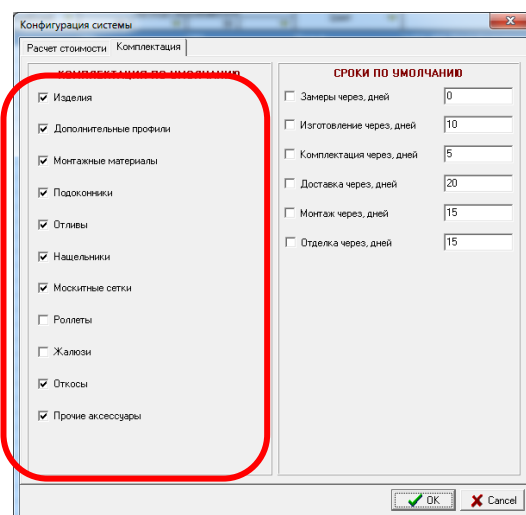 Конфигурация системы
Расчет стоимости Комплектация
КОМПЛЕКТАЦИЯ ПО УМОЛЧАНИЮ
Изделия
Дополнительные профили
Монтажные материалы
Подоконники
Отливы
Нащельники
Москитные сетки
Роллеты
Жалюзи
Откосы
Прочие аксессуары
СРОКИ ПО УМОЛЧАНИЮ
Замеры через, дней 0
Изготовление через, дней 10
Комплектация через, дней 5
Доставка через, дней 20
Монтаж через, дней 15
Отделка через, дней 15
OK Cancel